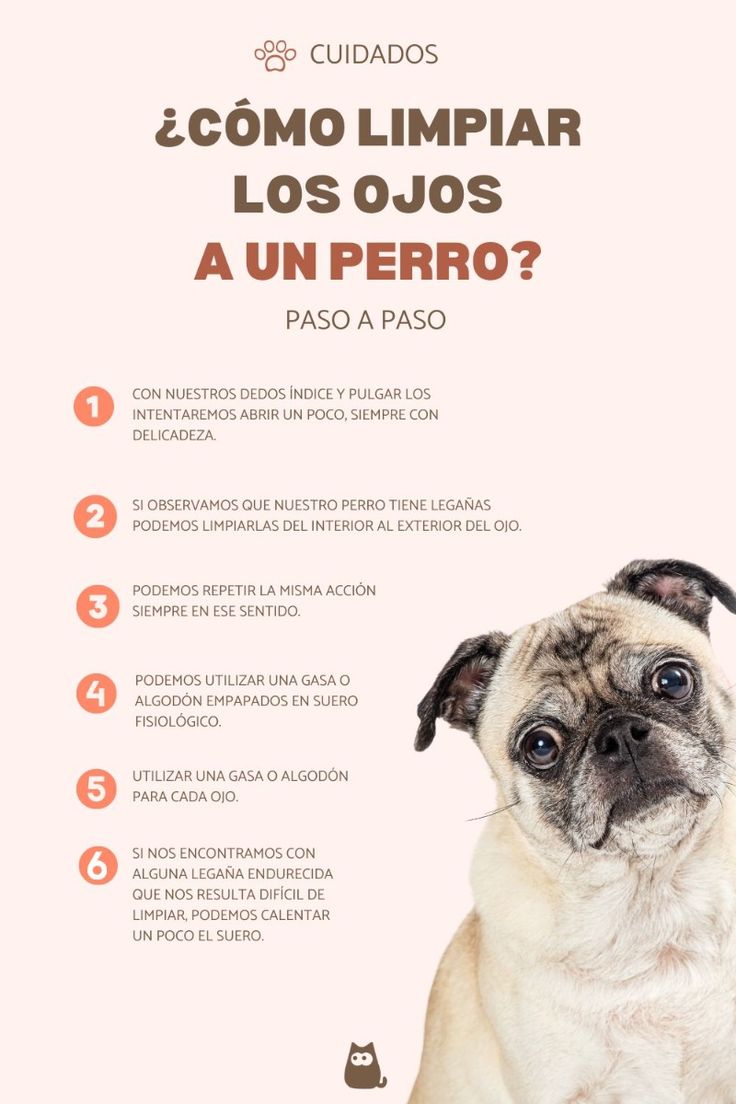 CUIDADOS
¿CÓMO LIMPIAR
LOS OJOS
A UN PERRO?
PASO A PASO
1
CON NUESTROS DEDOS ÍNDICE Y PULGAR LOS
INTENTAREMOS ABRIR UN POCO, SIEMPRE CON
DELICADEZA.
2
SI OBSERVAMOS QUE NUESTRO PERRO TIENE LEGAÑAS
PODEMOS LIMPIARLAS DEL INTERIOR AL EXTERIOR DEL OJO.
3
PODEMOS REPETIR LA MISMA ACCIÓN
SIEMPRE EN ESE SENTIDO.
4
PODEMOS UTILIZAR UNA GASA O
ALGODÓN EMPAPADOS EN SUERO
FISIOLÓGICO.
5
UTILIZAR UNA GASA O ALGODÓN
PARA CADA OJO.
6
SI NOS ENCONTRAMOS CON
ALGUNA LEGAÑA ENDURECIDA
QUE NOS RESULTA DIFÍCIL DE
LIMPIAR, PODEMOS CALENTAR
UN POCO EL SUERO.